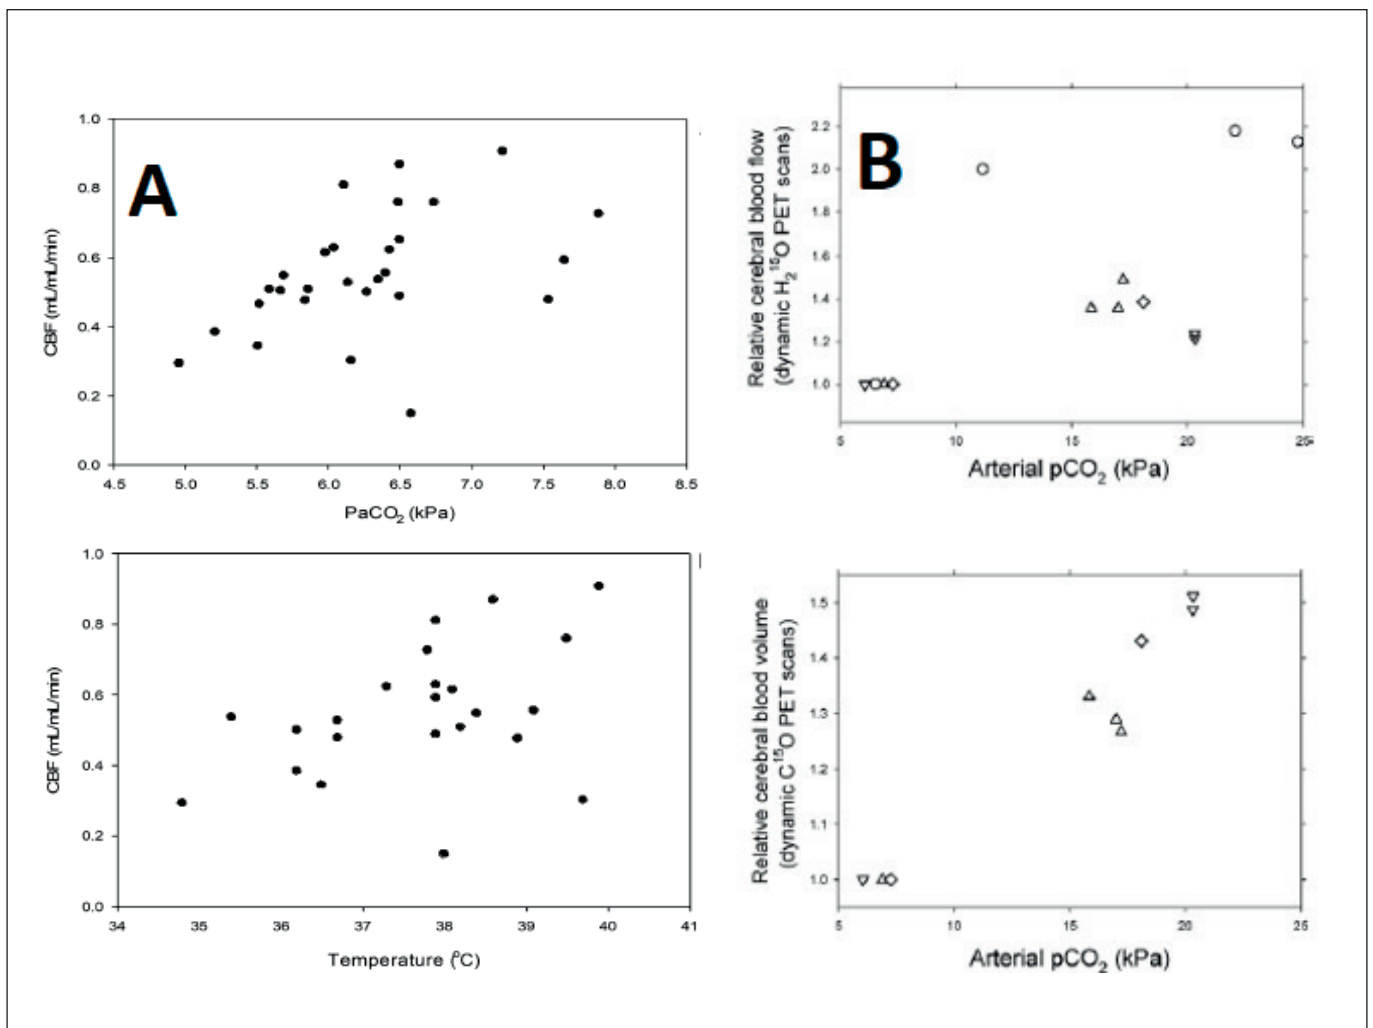 A
1.0
0.8
0.6
0.4
0.2
0.0
CBF (mL/mL/min)
4.5 5.0 5.5 6.0 6.5 7.0 7.5 8.0 8.5
PaCO₂ (kPa)
B
Relative cerebral blood flow
(dynamic H₂¹⁵O PET scans)
2.2
2.0
1.8
1.6
1.4
1.2
1.0
5 10 15 20 25
Arterial pCO₂ (kPa)
1.0
0.8
0.6
0.4
0.2
0.0
CBF (mL/mL/min)
34 35 36 37 38 39 40 41
Temperature (⁰C)
Relative cerebral blood volume
(dynamic C¹⁵O PET scans)
1.5
1.4
1.3
1.2
1.1
1.0
5 10 15 20 25
Arterial pCO₂ (kPa)